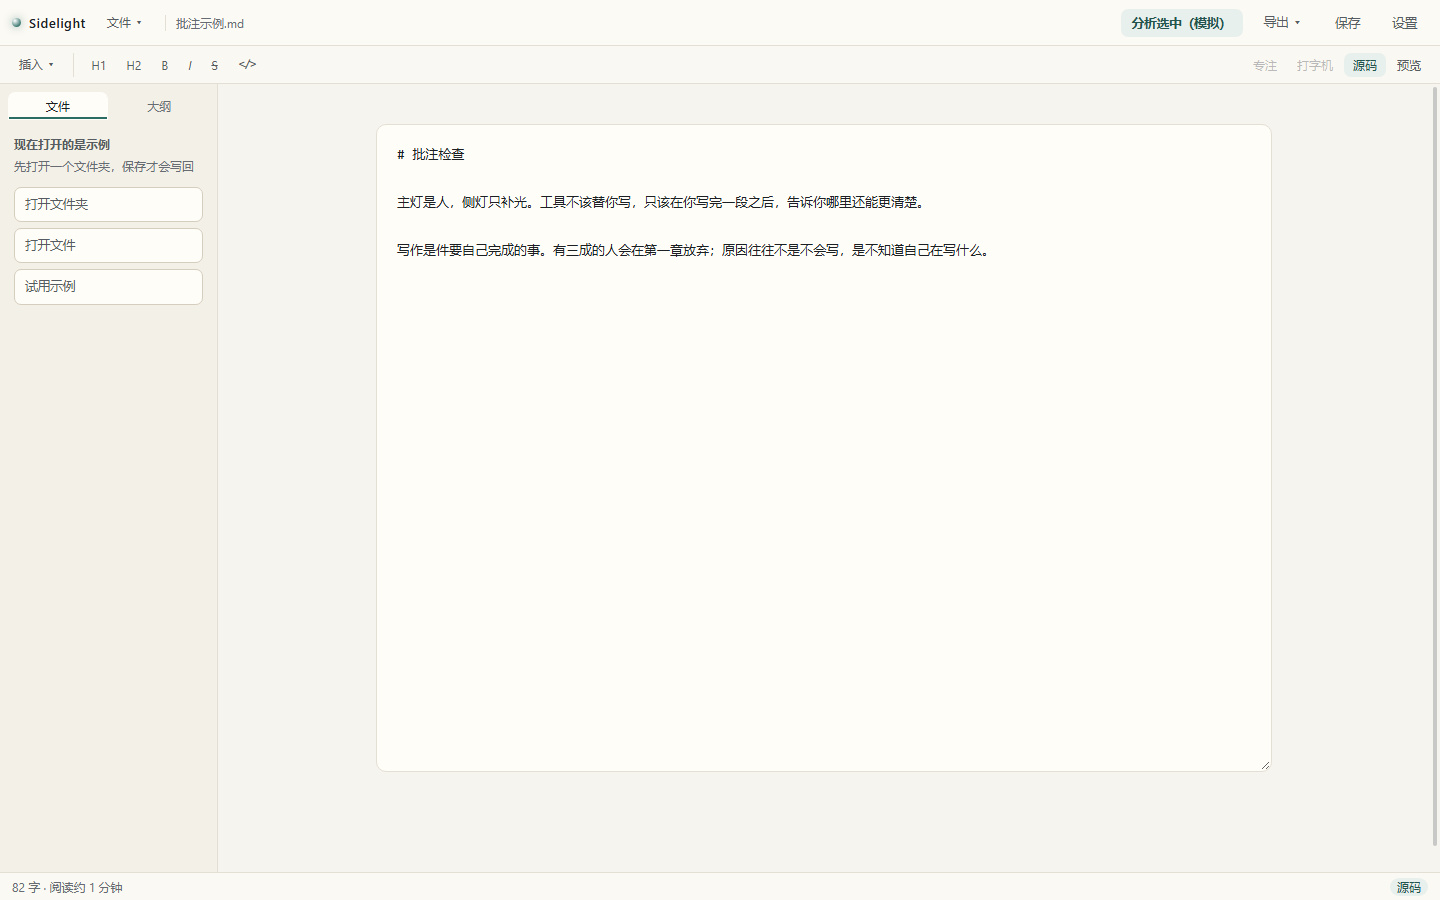 Sidelight 文件 ▾ 批注示例.md 分析选中（模拟） 导出 ▾ 保存 设置
插入 ▾ H1 H2 B I S </> 专注 打字机 源码 预览
文件 大纲
现在打开的是示例
先打开一个文件夹，保存才会写回
打开文件夹
打开文件
试用示例
# 批注检查
主灯是人，侧灯只补光。工具不该替你写，只该在你写完一段之后，告诉你哪里还能更清楚。
写作是件要自己完成的事。有三成的人会在第一章放弃；原因往往不是不会写，是不知道自己在写什么。
82 字 · 阅读约 1 分钟 源码